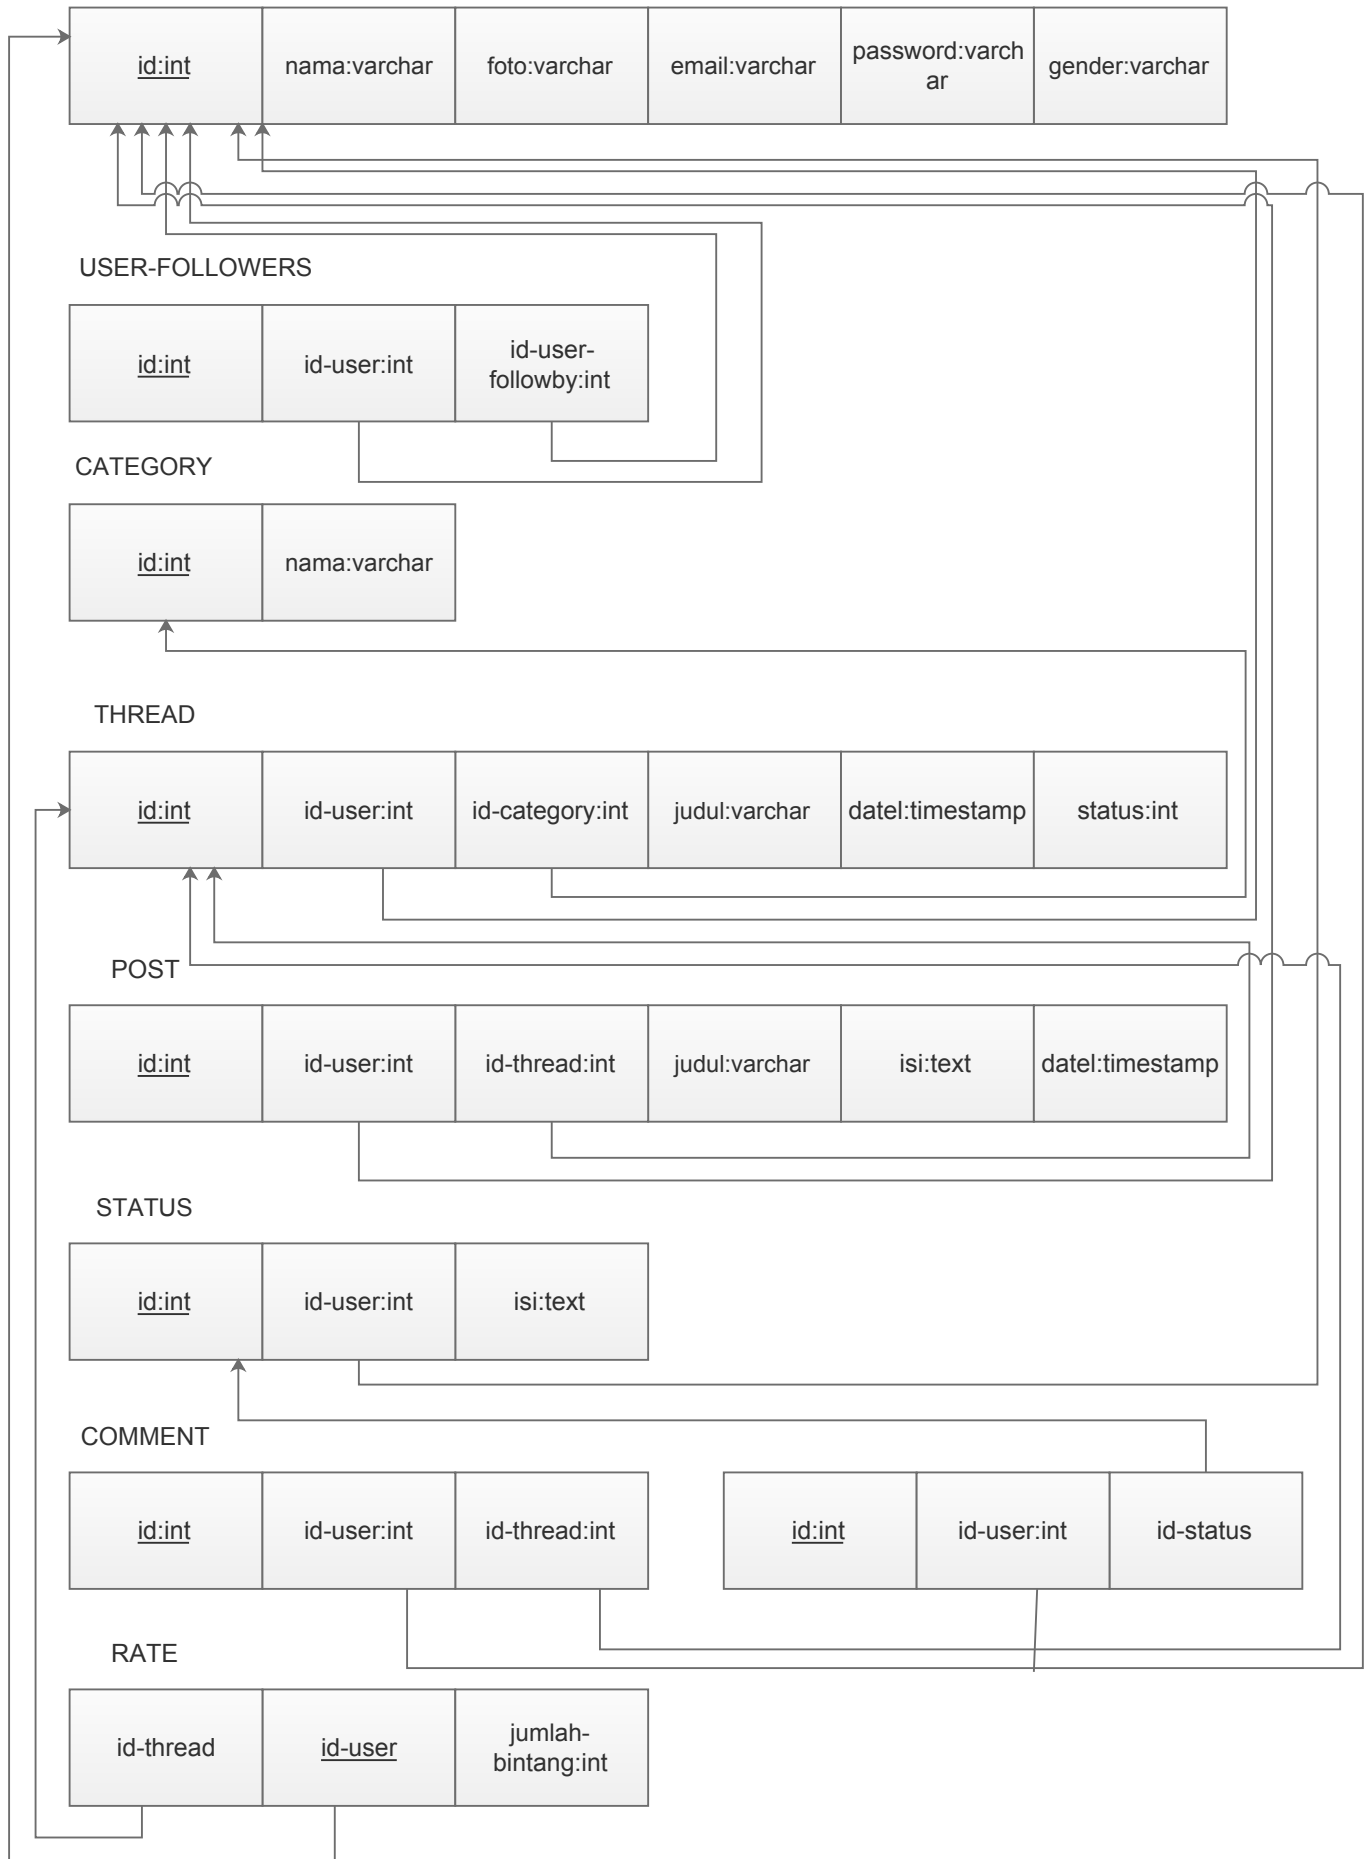 id:int
nama:varchar
foto:varchar
email:varchar
password:varch
ar
gender:varchar
USER-FOLLOWERS
id:int
id-user:int
id-user-
followby:int
CATEGORY
id:int
nama:varchar
THREAD
id:int
id-user:int
id-category:int
judul:varchar
datel:timestamp
status:int
POST
id:int
id-user:int
id-thread:int
judul:varchar
isi:text
datel:timestamp
STATUS
id:int
id-user:int
isi:text
COMMENT
id:int
id-user:int
id-thread:int
id:int
id-user:int
id-status
RATE
id-thread
id-user
jumlah-
bintang:int